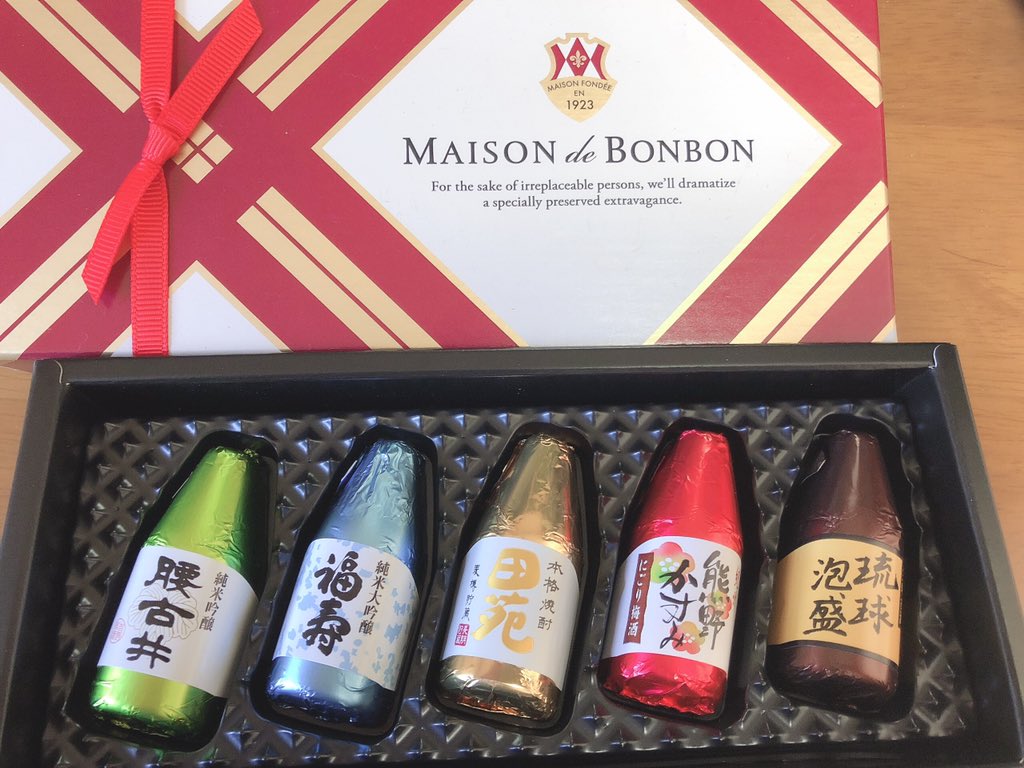 MAISON FONDÉE
EN
1923
MAISON de BONBON
For the sake of irreplaceable persons, we'll dramatize
a specially preserved extravagance.
純米吟醸
腰古井
純米大吟醸
福寿
本格焼酎
田苑
熊野
かすみ
にごり梅酒
琉球
泡盛